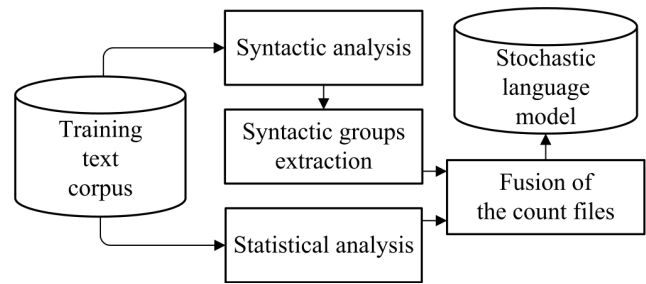 Training
text
corpus
Syntactic analysis
Syntactic groups
extraction
Statistical analysis
Fusion of
the count files
Stochastic
language
model